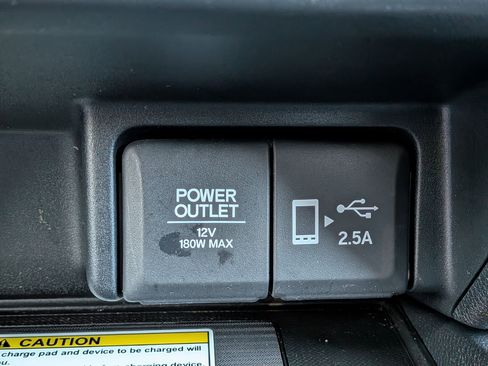 POWER
OUTLET
12V
180W MAX
2.5A
CAUTION
charge pad and device to be charged will